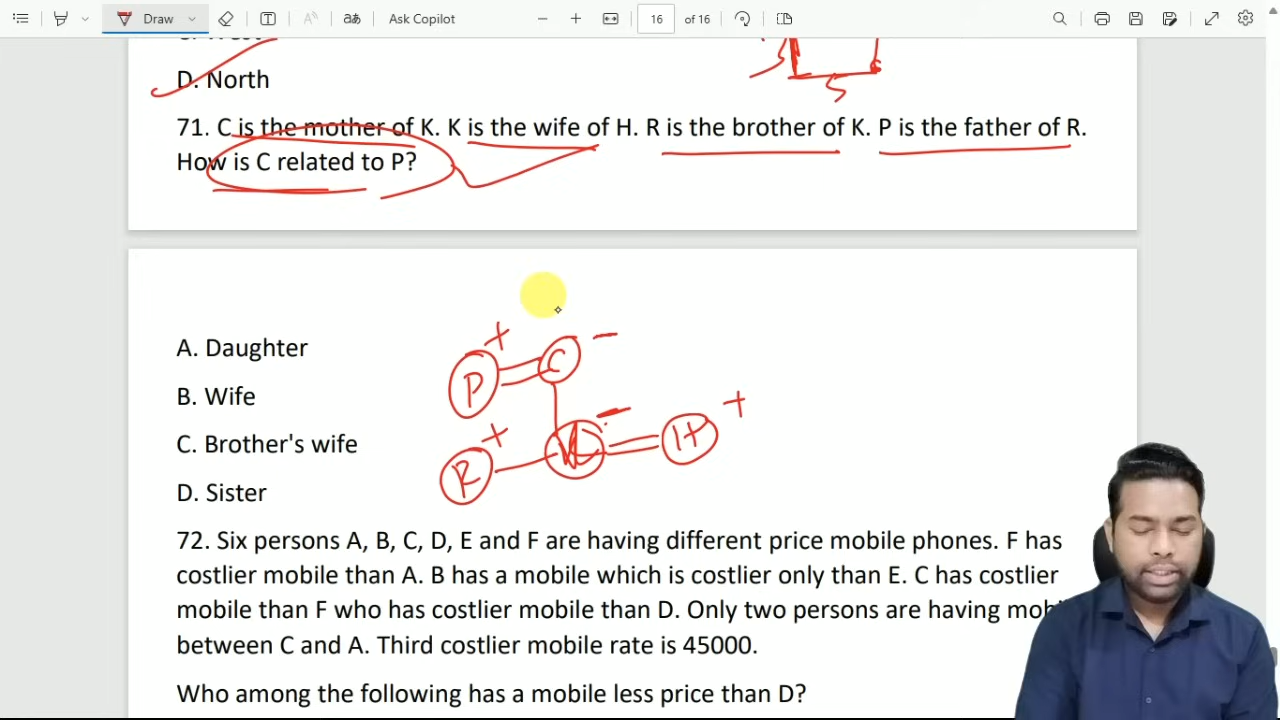 Draw
Ask Copilot
16 of 16
D. North
71. C is the mother of K. K is the wife of H. R is the brother of K. P is the father of R.
How is C related to P?
P + C -
A. Daughter
B. Wife
R + K - H +
C. Brother's wife
D. Sister
72. Six persons A, B, C, D, E and F are having different price mobile phones. F has
costlier mobile than A. B has a mobile which is costlier only than E. C has costlier
mobile than F who has costlier mobile than D. Only two persons are having mobi
between C and A. Third costlier mobile rate is 45000.
Who among the following has a mobile less price than D?